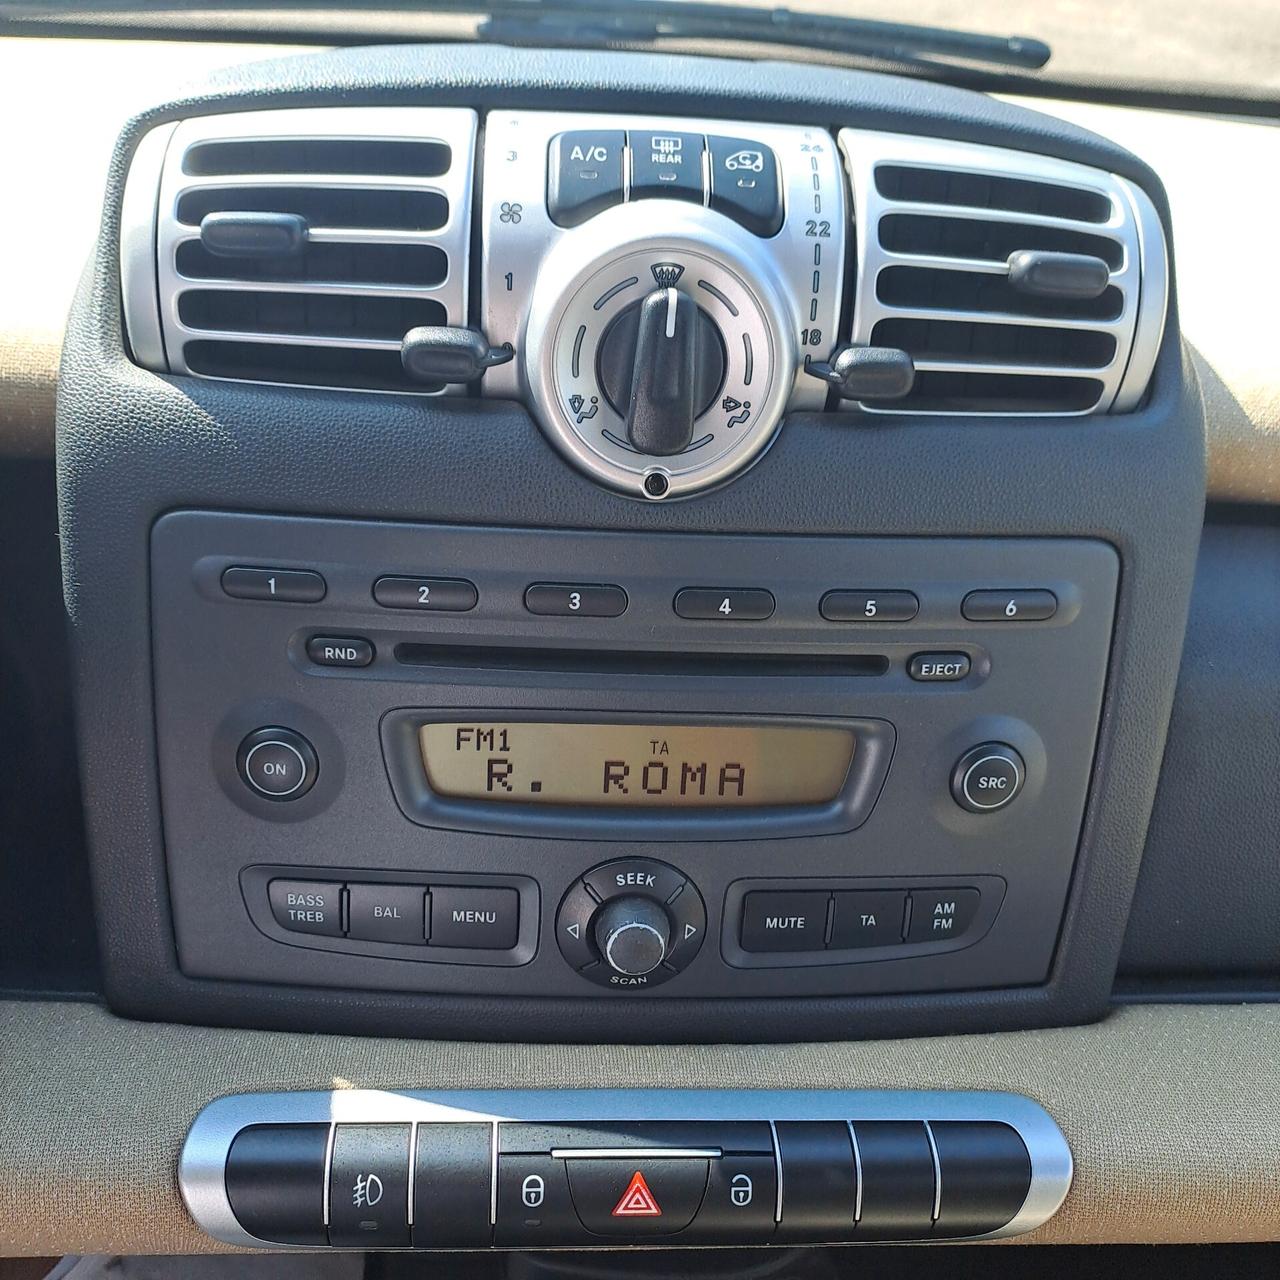 A/C
REAR
3
24
22
1
18
0
1 2 3 4 5 6
RND
EJECT
FM1
TA
R. ROMA
ON
SRC
SEEK
BASS
TREB
BAL
MENU
MUTE
TA
AM
FM
SCAN